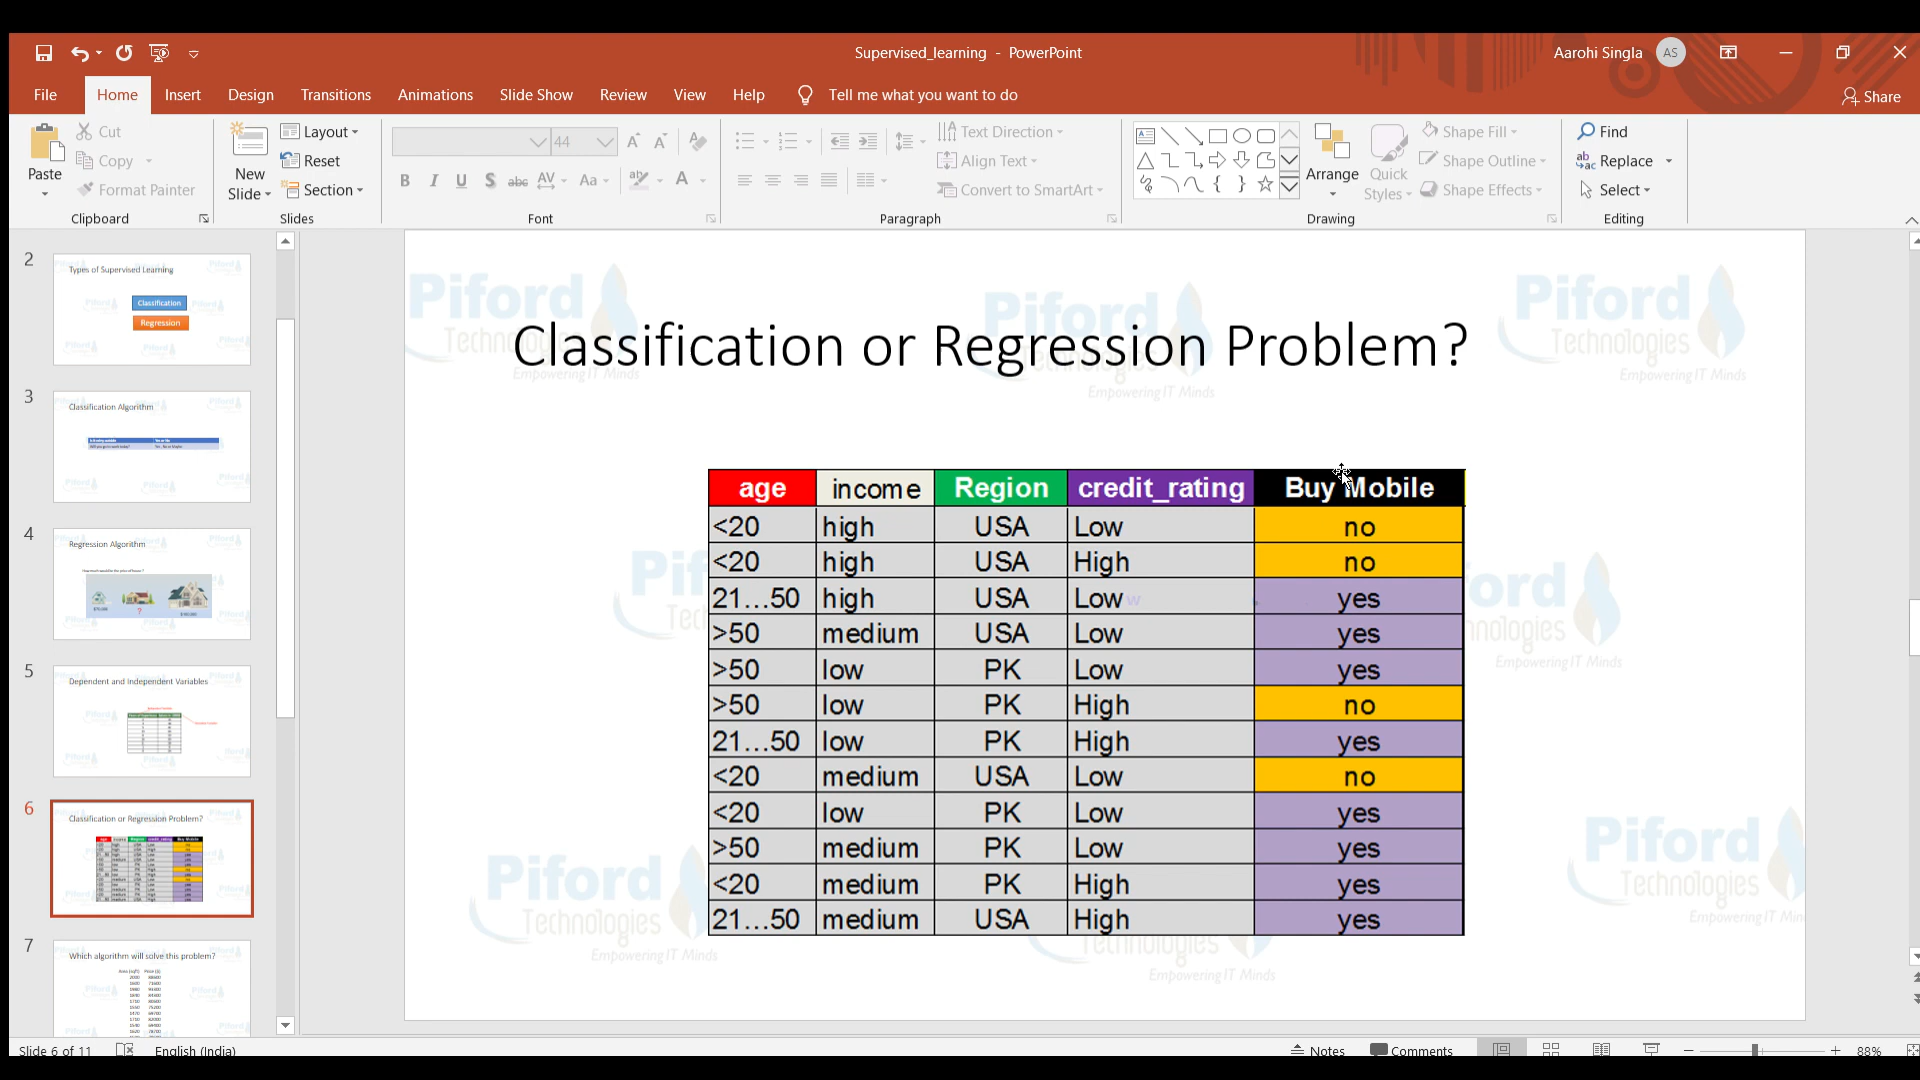 Supervised_learning - PowerPoint
Aarohi Singla AS
File Home Insert Design Transitions Animations Slide Show Review View Help Tell me what you want to do
Share
Paste
Cut
Copy
Format Painter
Clipboard
New Slide
Layout
Reset
Section
Slides
44
B I U S abc AV Aa
ab A
Font
Text Direction
Align Text
Convert to SmartArt
Paragraph
Arrange
Quick Styles
Shape Fill
Shape Outline
Shape Effects
Drawing
Find
Replace
Select
Editing
2
Types of Supervised Learning
Classification
Regression
3
Classification Algorithm
4
Regression Algorithm
5
Dependent and Independent Variables
6
Classification or Regression Problem?
7
Which algorithm will solve this problem?
Classification or Regression Problem?
Piford
Technologies
Empowering IT Minds
age income Region credit_rating Buy Mobile
<20 high USA Low no
<20 high USA High no
21...50 high USA Low yes
>50 medium USA Low yes
>50 low PK Low yes
>50 low PK High no
21...50 low PK High yes
<20 medium USA Low no
<20 low PK Low yes
>50 medium PK Low yes
<20 medium PK High yes
21...50 medium USA High yes
Slide 6 of 11 English (India)
Notes Comments 88%